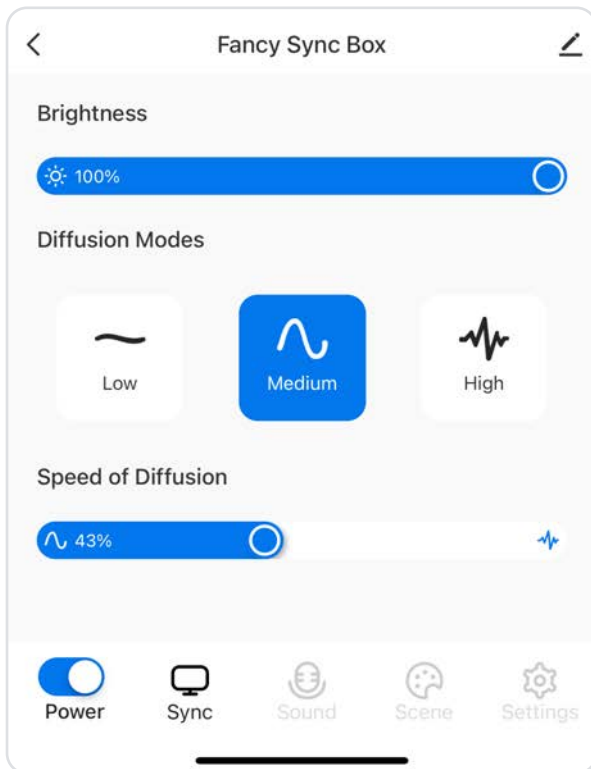 Fancy Sync Box
Brightness
100%
Diffusion Modes
Low Medium High
Speed of Diffusion
43%
Power Sync Sound Scene Settings